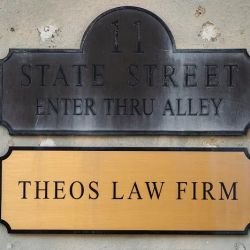 11
STATE STREET
ENTER THRU ALLEY
THEOS LAW FIRM